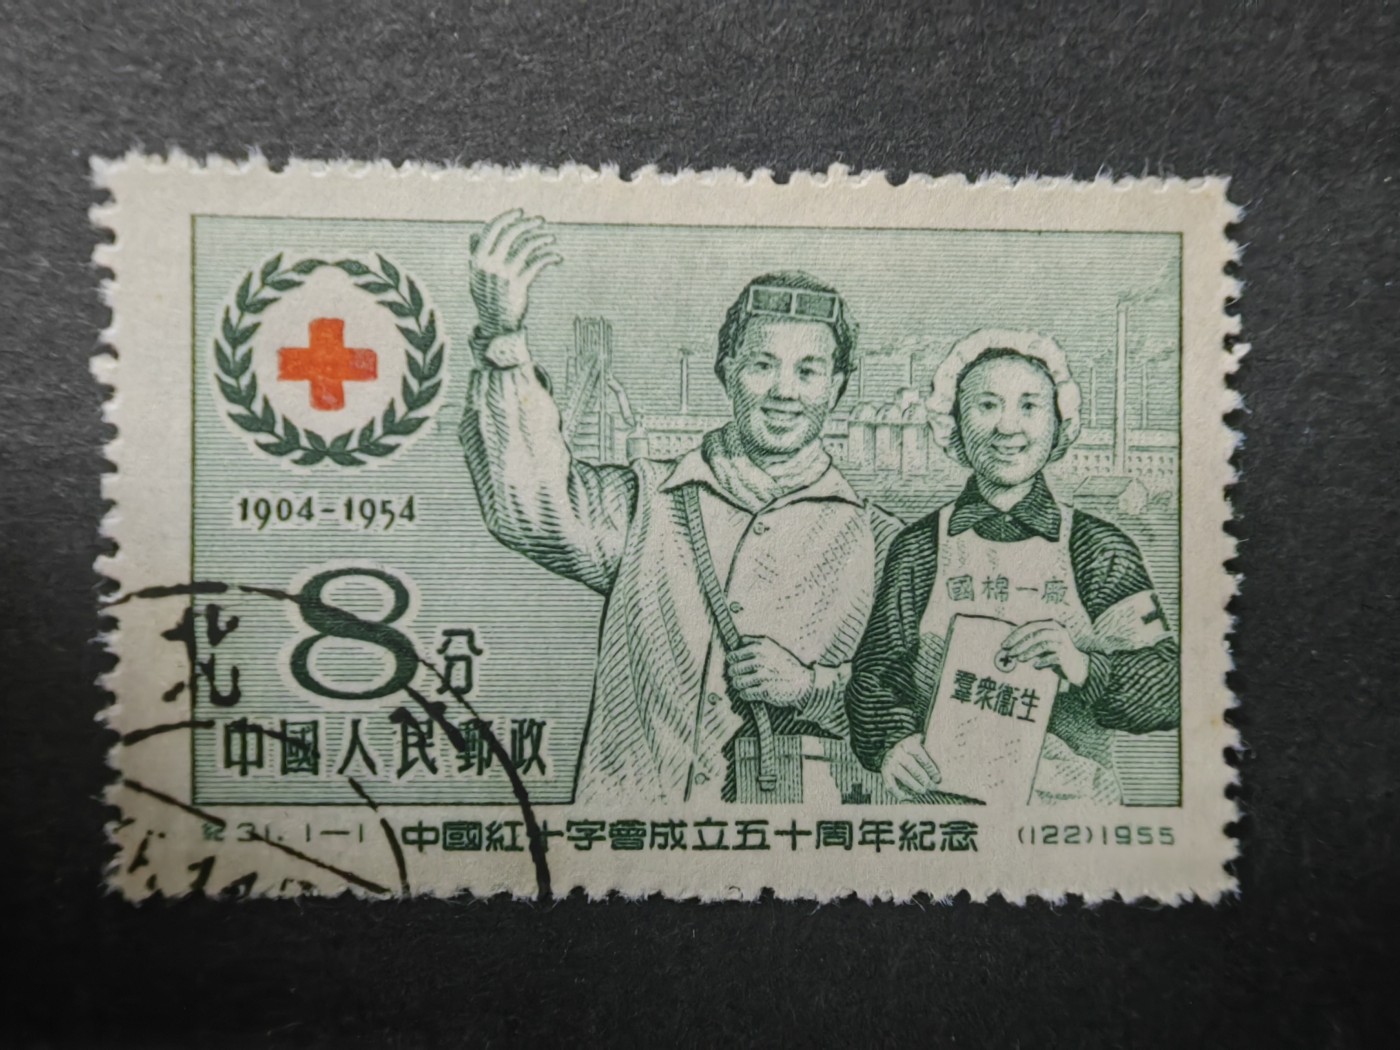 1904-1954
8分
中國人民郵政
國棉一廠
羣衆衞生
紀31.1-1 中國紅十字會成立五十周年紀念 (122)1955
北